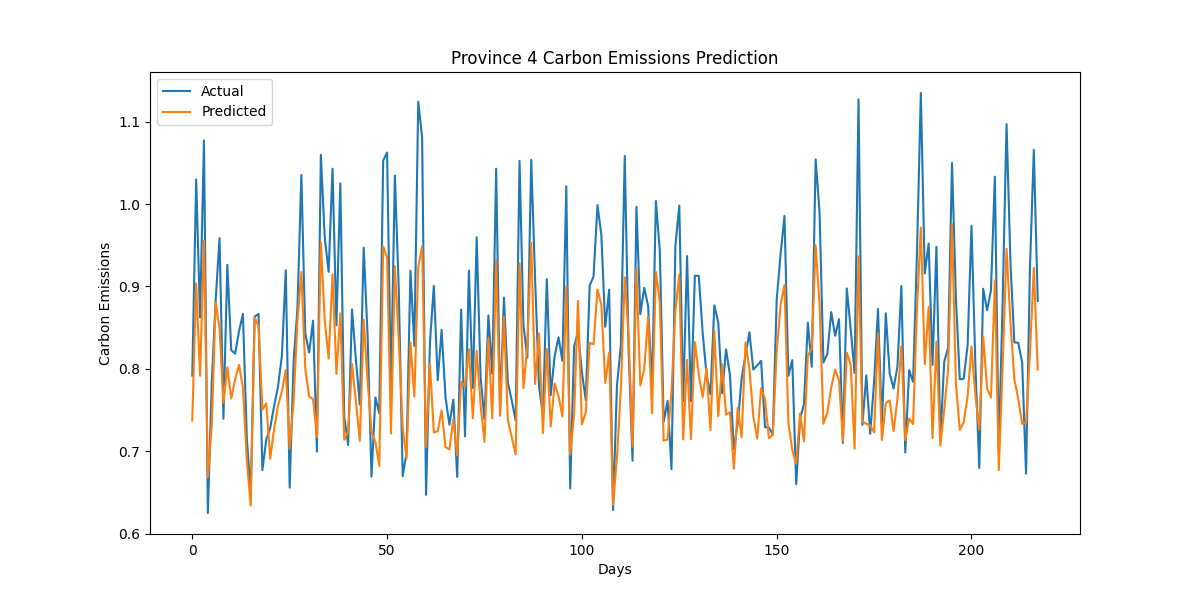 Province 4 Carbon Emissions Prediction
Actual
Predicted
1.1
1.0
0.9
0.8
0.7
0.6
Carbon Emissions
0 50 100 150 200
Days